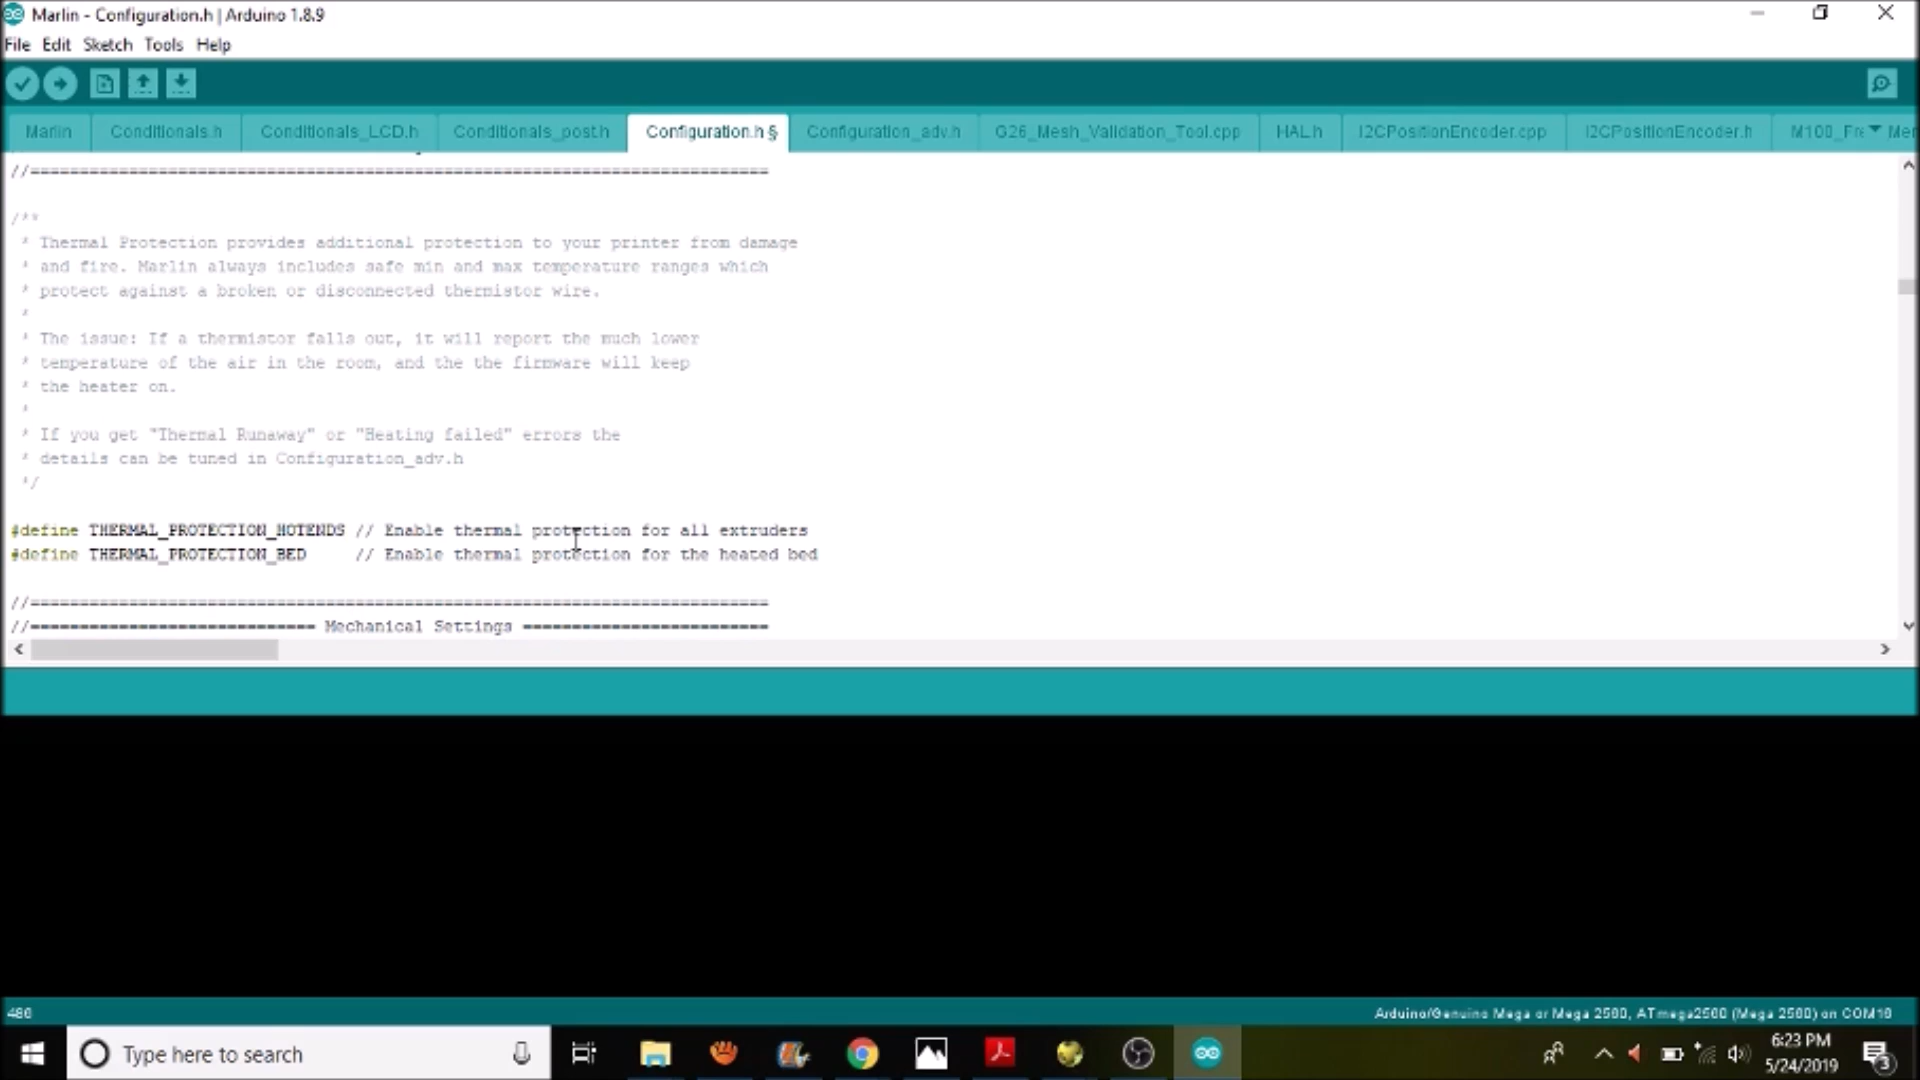 Marlin - Configuration.h | Arduino 1.8.9
File Edit Sketch Tools Help
Marlin Conditionals.h Conditionals_LCD.h Conditionals_post.h Configuration.h § Configuration_adv.h G26_Mesh_Validation_Tool.cpp HAL.h I2CPositionEncoder.cpp I2CPositionEncoder.h M100_Fre Mer
//===========================================================================
/**
* Thermal Protection provides additional protection to your printer from damage
* and fire. Marlin always includes safe min and max temperature ranges which
* protect against a broken or disconnected thermistor wire.
*
* The issue: If a thermistor falls out, it will report the much lower
* temperature of the air in the room, and the the firmware will keep
* the heater on.
*
* If you get "Thermal Runaway" or "Heating failed" errors the
* details can be tuned in Configuration_adv.h
*/
#define THERMAL_PROTECTION_HOTENDS // Enable thermal protection for all extruders
#define THERMAL_PROTECTION_BED // Enable thermal protection for the heated bed
//===========================================================================
//============================= Mechanical Settings =========================
486 Arduino/Genuino Mega or Mega 2560, ATmega2560 (Mega 2560) on COM18
Type here to search
6:23 PM
5/24/2019
3